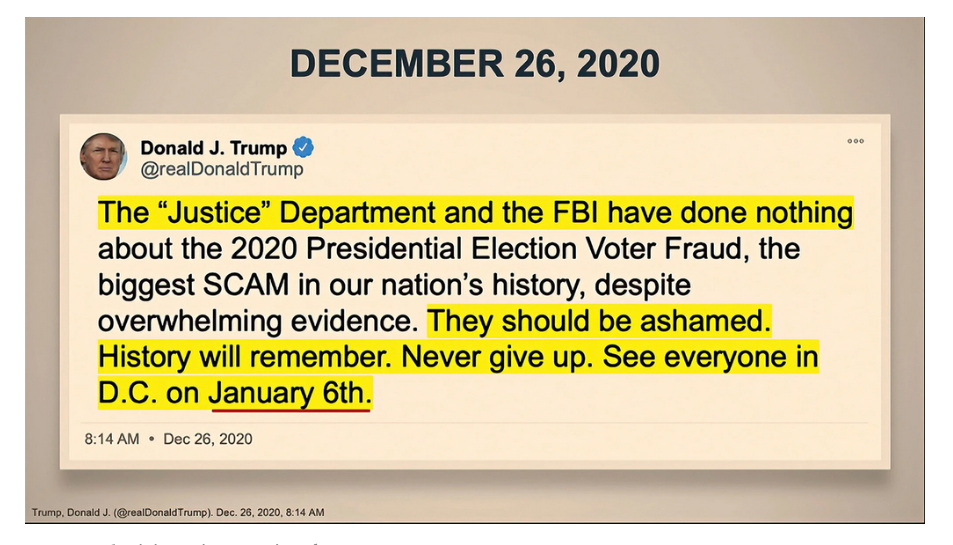 DECEMBER 26, 2020
Donald J. Trump
@realDonaldTrump
The “Justice” Department and the FBI have done nothing
about the 2020 Presidential Election Voter Fraud, the
biggest SCAM in our nation’s history, despite
overwhelming evidence. They should be ashamed.
History will remember. Never give up. See everyone in
D.C. on January 6th.
8:14 AM • Dec 26, 2020
Trump, Donald J. (@realDonaldTrump). Dec. 26, 2020, 8:14 AM